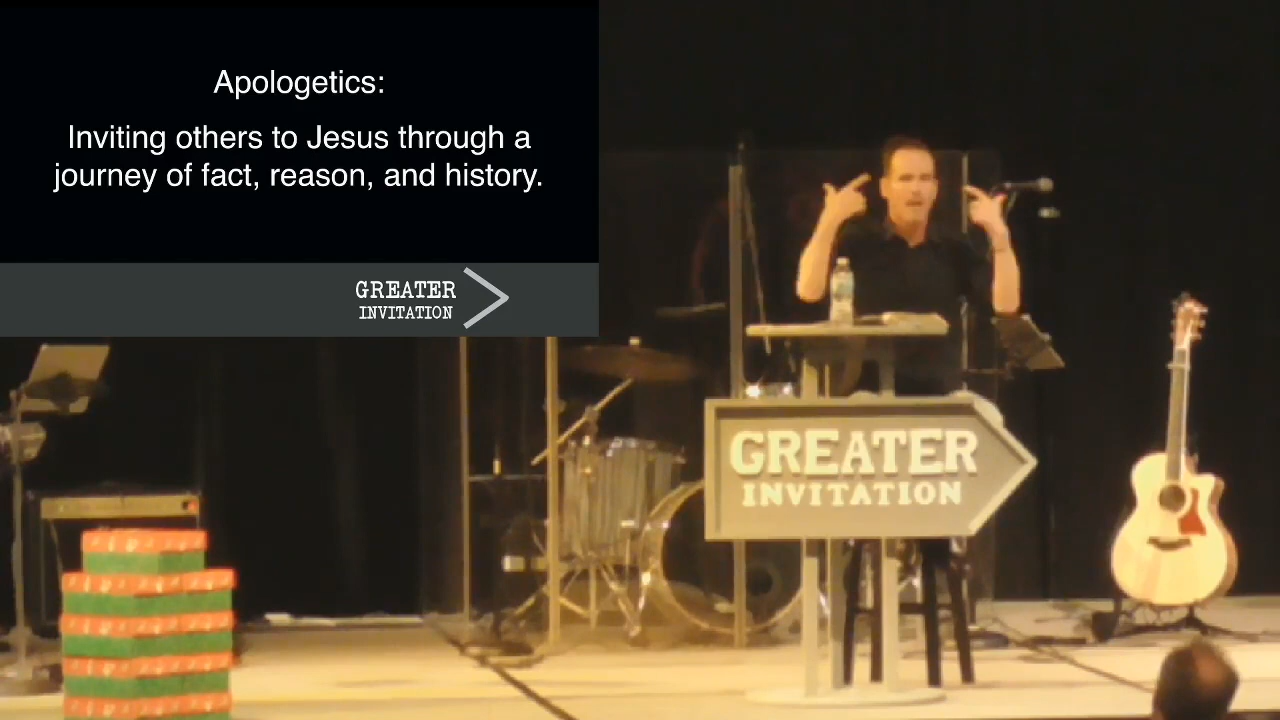 Apologetics:
Inviting others to Jesus through a
journey of fact, reason, and history.
GREATER
INVITATION
GREATER
INVITATION